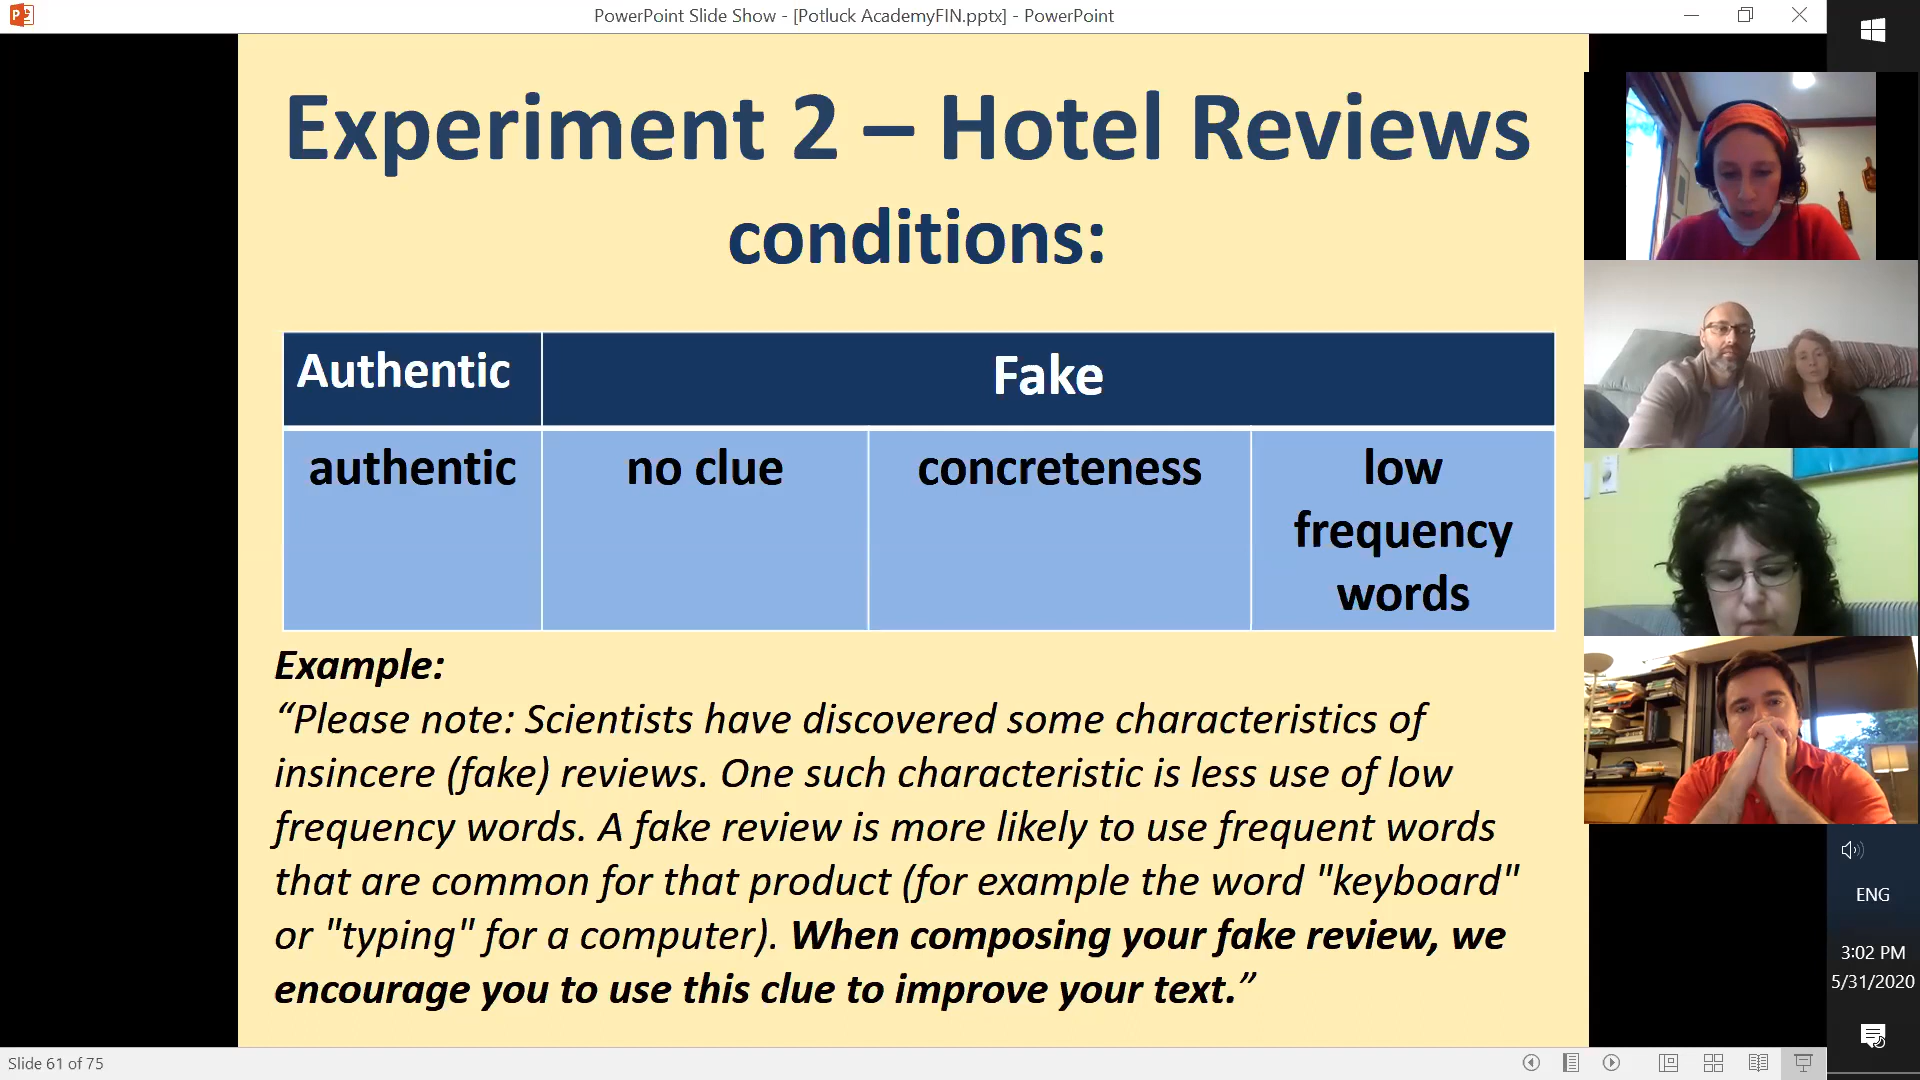 PowerPoint Slide Show - [Potluck AcademyFIN.pptx] - PowerPoint
Experiment 2 – Hotel Reviews
conditions:
Authentic
Fake
authentic
no clue
concreteness
low
frequency
words
Example:
“Please note: Scientists have discovered some characteristics of
insincere (fake) reviews. One such characteristic is less use of low
frequency words. A fake review is more likely to use frequent words
that are common for that product (for example the word "keyboard"
or "typing" for a computer). When composing your fake review, we
encourage you to use this clue to improve your text.”
ENG
3:02 PM
5/31/2020
Slide 61 of 75